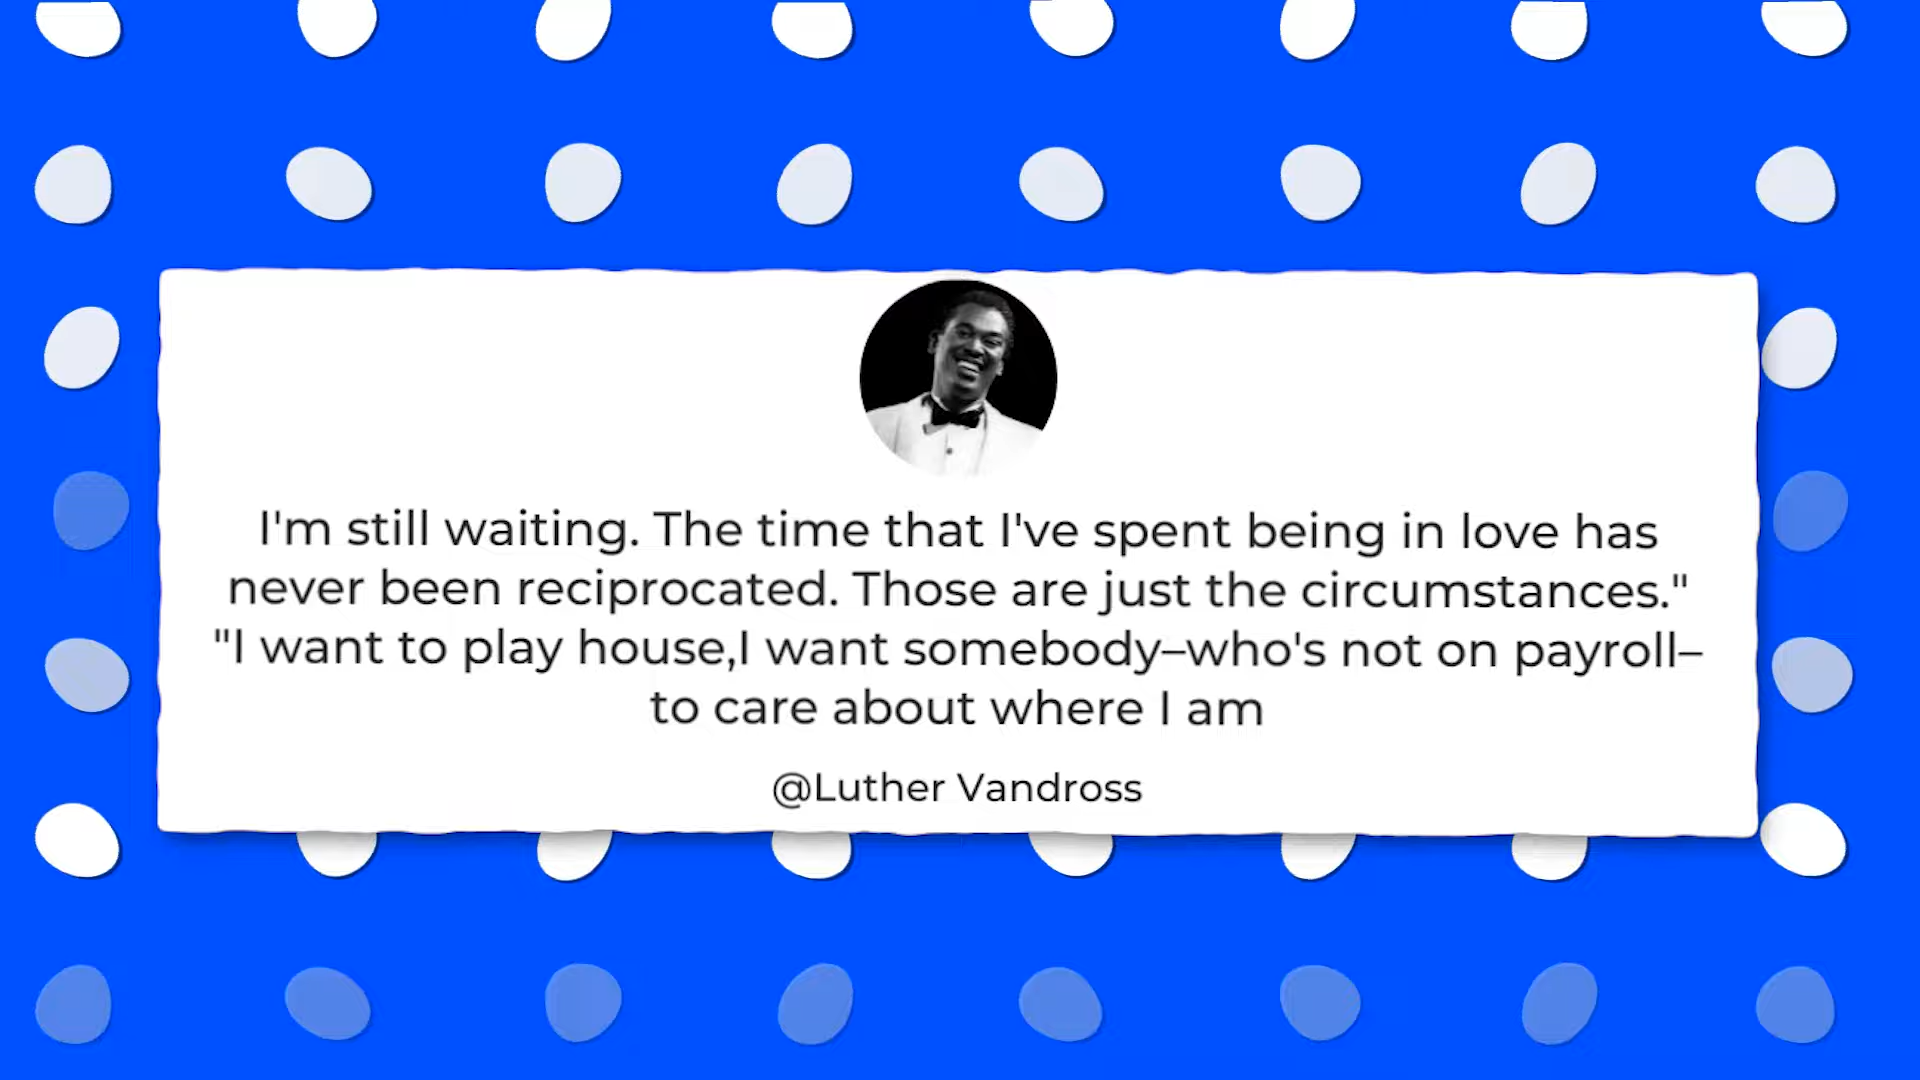 I'm still waiting. The time that I've spent being in love has
never been reciprocated. Those are just the circumstances."
"I want to play house,I want somebody–who's not on payroll–
to care about where I am
@Luther Vandross